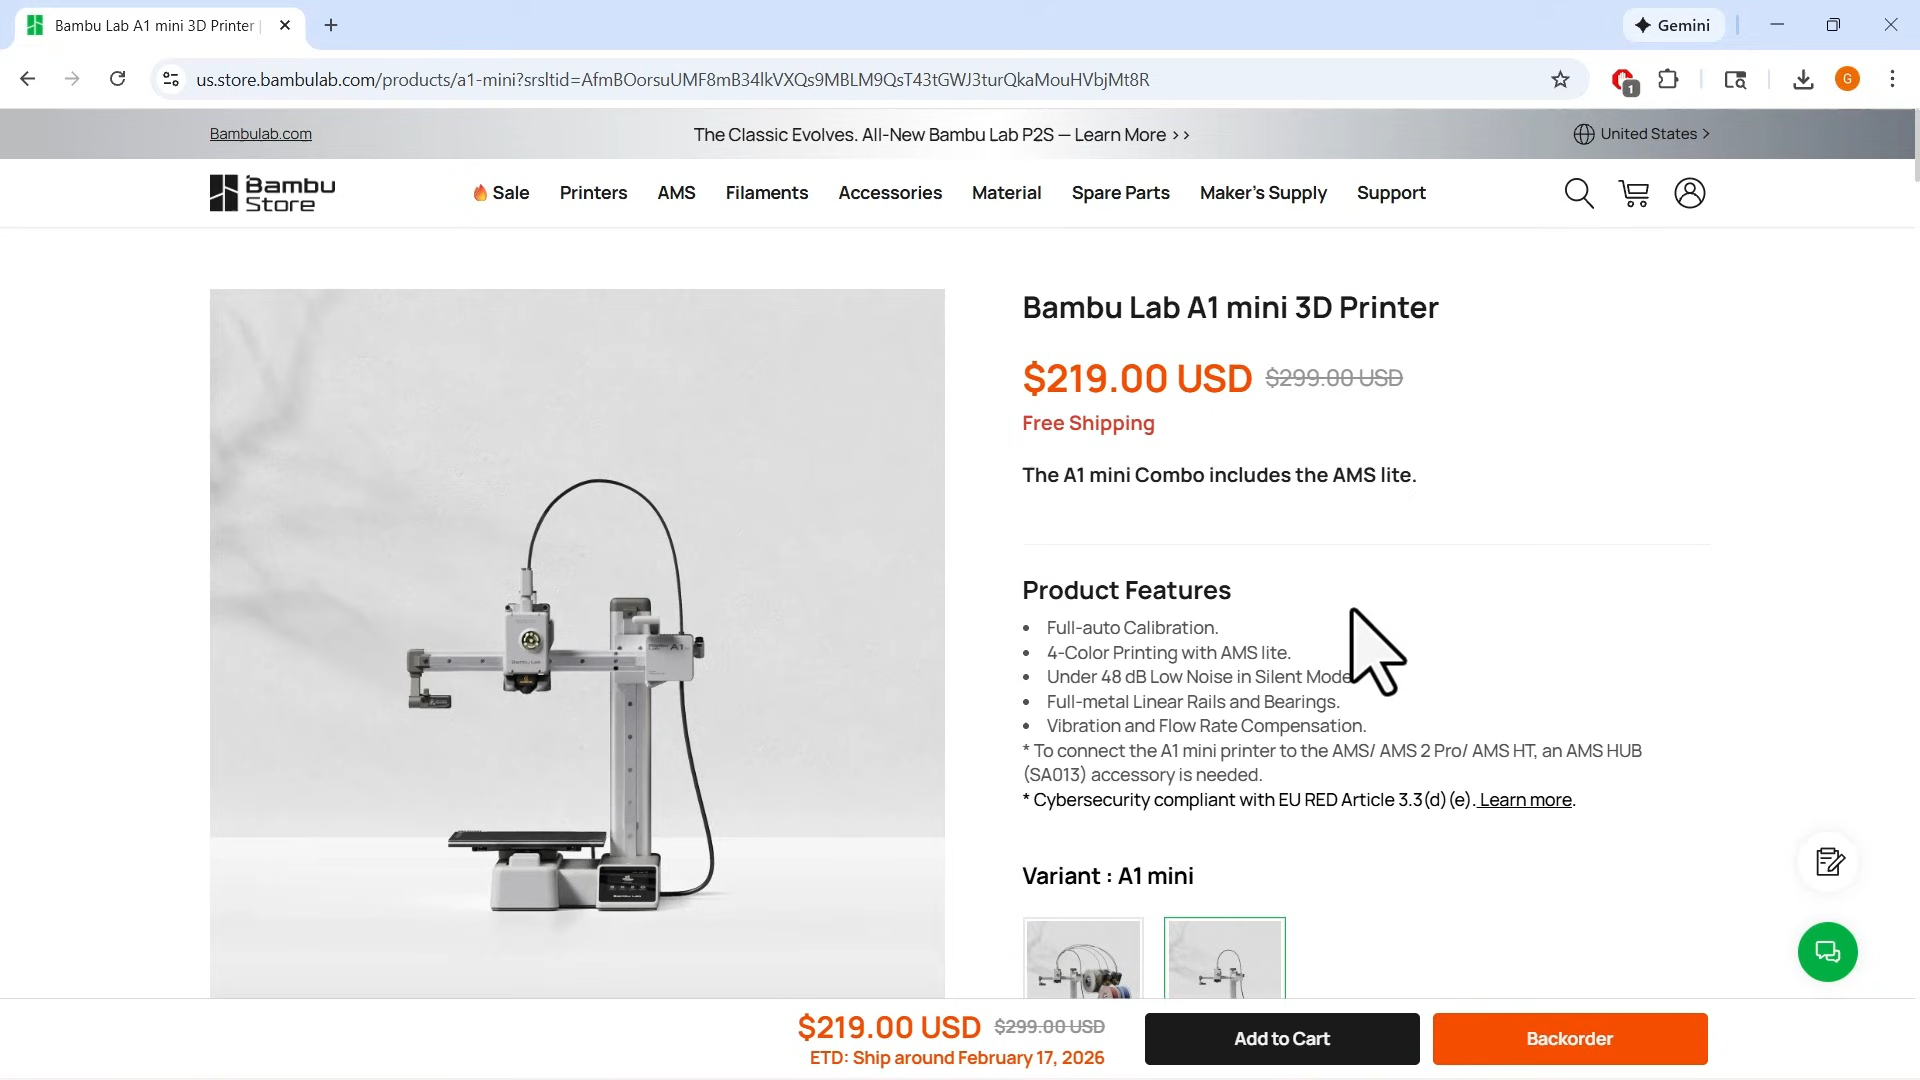 Bambu Lab A1 mini 3D Printer |
Gemini
us.store.bambulab.com/products/a1-mini?srsltid=AfmBOorsuUMF8mB34lkVXQs9MBLM9QsT43tGWJ3turQkaMouHVbjMt8R
1
G
Bambulab.com
The Classic Evolves. All-New Bambu Lab P2S — Learn More >>
United States >
Bambu
Store
Sale
Printers
AMS
Filaments
Accessories
Material
Spare Parts
Maker's Supply
Support
Bambu Lab A1 mini 3D Printer
$219.00 USD $299.00 USD
Free Shipping
The A1 mini Combo includes the AMS lite.
Product Features
• Full-auto Calibration.
• 4-Color Printing with AMS lite.
• Under 48 dB Low Noise in Silent Mode
• Full-metal Linear Rails and Bearings.
• Vibration and Flow Rate Compensation.
* To connect the A1 mini printer to the AMS/ AMS 2 Pro/ AMS HT, an AMS HUB
(SA013) accessory is needed.
* Cybersecurity compliant with EU RED Article 3.3(d)(e). Learn more.
Variant : A1 mini
$219.00 USD $299.00 USD
ETD: Ship around February 17, 2026
Add to Cart
Backorder